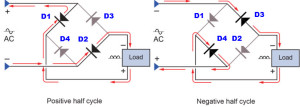 +
D1
D3
AC
D4
D2
+
Load
−
−
Positive half cycle
−
D1
D3
AC
D4
D2
+
Load
−
+
Negative half cycle